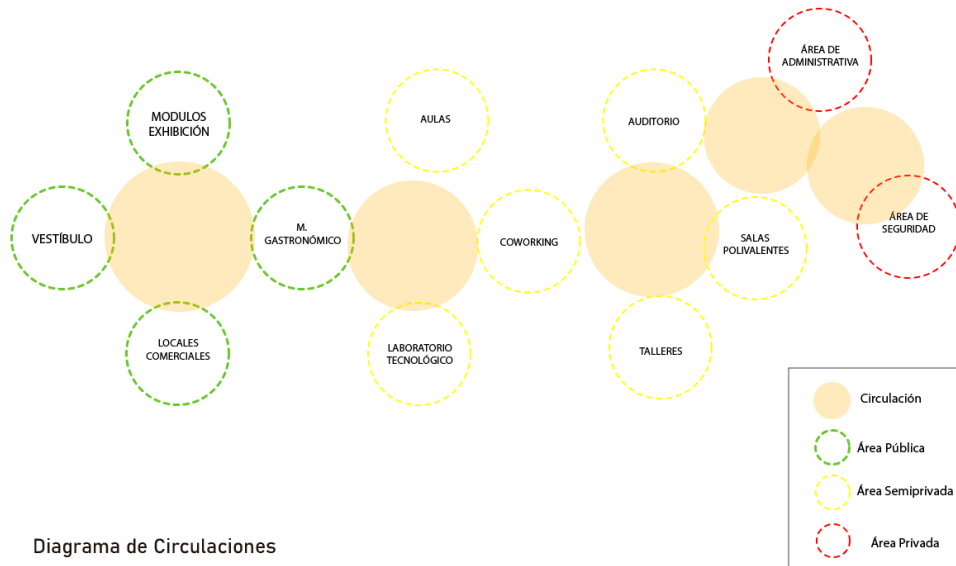 ÁREA DE
ADMINISTRATIVA
MODULOS
EXHIBICIÓN
AULAS
AUDITORIO
VESTÍBULO
M.
GASTRONÓMICO
COWORKING
SALAS
POLIVALENTES
ÁREA DE
SEGURIDAD
LOCALES
COMERCIALES
LABORATORIO
TECNOLÓGICO
TALLERES
Circulación
Área Pública
Área Semiprivada
Área Privada
Diagrama de Circulaciones